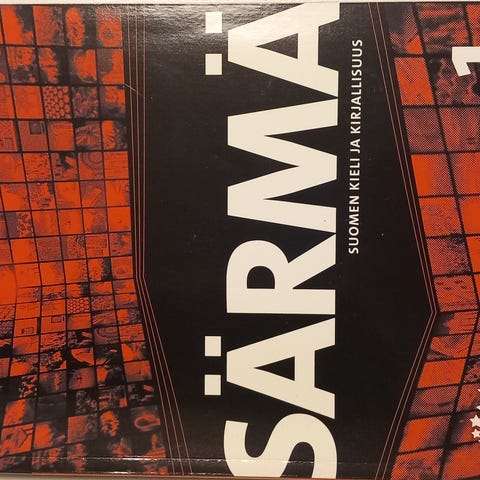 SÄRMÄ
SUOMEN KIELI JA KIRJALLISUUS
1